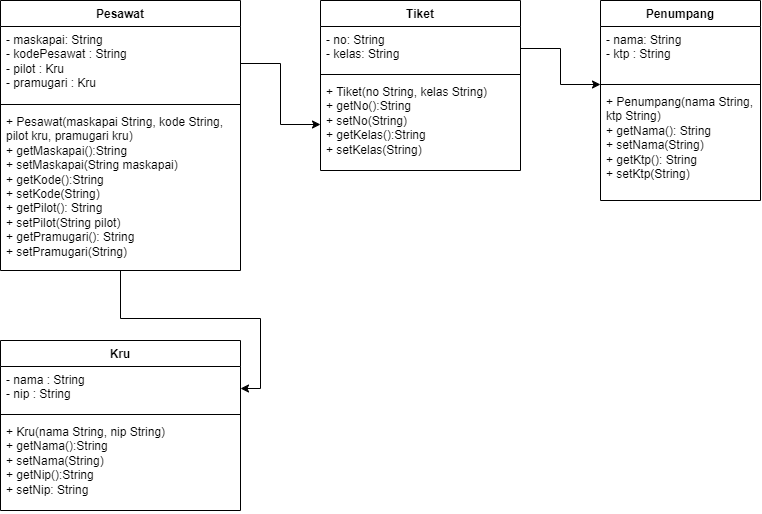 Pesawat
- maskapai: String
- kodePesawat : String
- pilot : Kru
- pramugari : Kru
+ Pesawat(maskapai String, kode String,
pilot kru, pramugari kru)
+ getMaskapai():String
+ setMaskapai(String maskapai)
+ getKode():String
+ setKode(String)
+ getPilot(): String
+ setPilot(String pilot)
+ getPramugari(): String
+ setPramugari(String)
Tiket
- no: String
- kelas: String
+ Tiket(no String, kelas String)
+ getNo():String
+ setNo(String)
+ getKelas():String
+ setKelas(String)
Penumpang
- nama: String
- ktp : String
+ Penumpang(nama String,
ktp String)
+ getNama(): String
+ setNama(String)
+ getKtp(): String
+ setKtp(String)
Kru
- nama : String
- nip : String
+ Kru(nama String, nip String)
+ getNama():String
+ setNama(String)
+ getNip():String
+ setNip: String